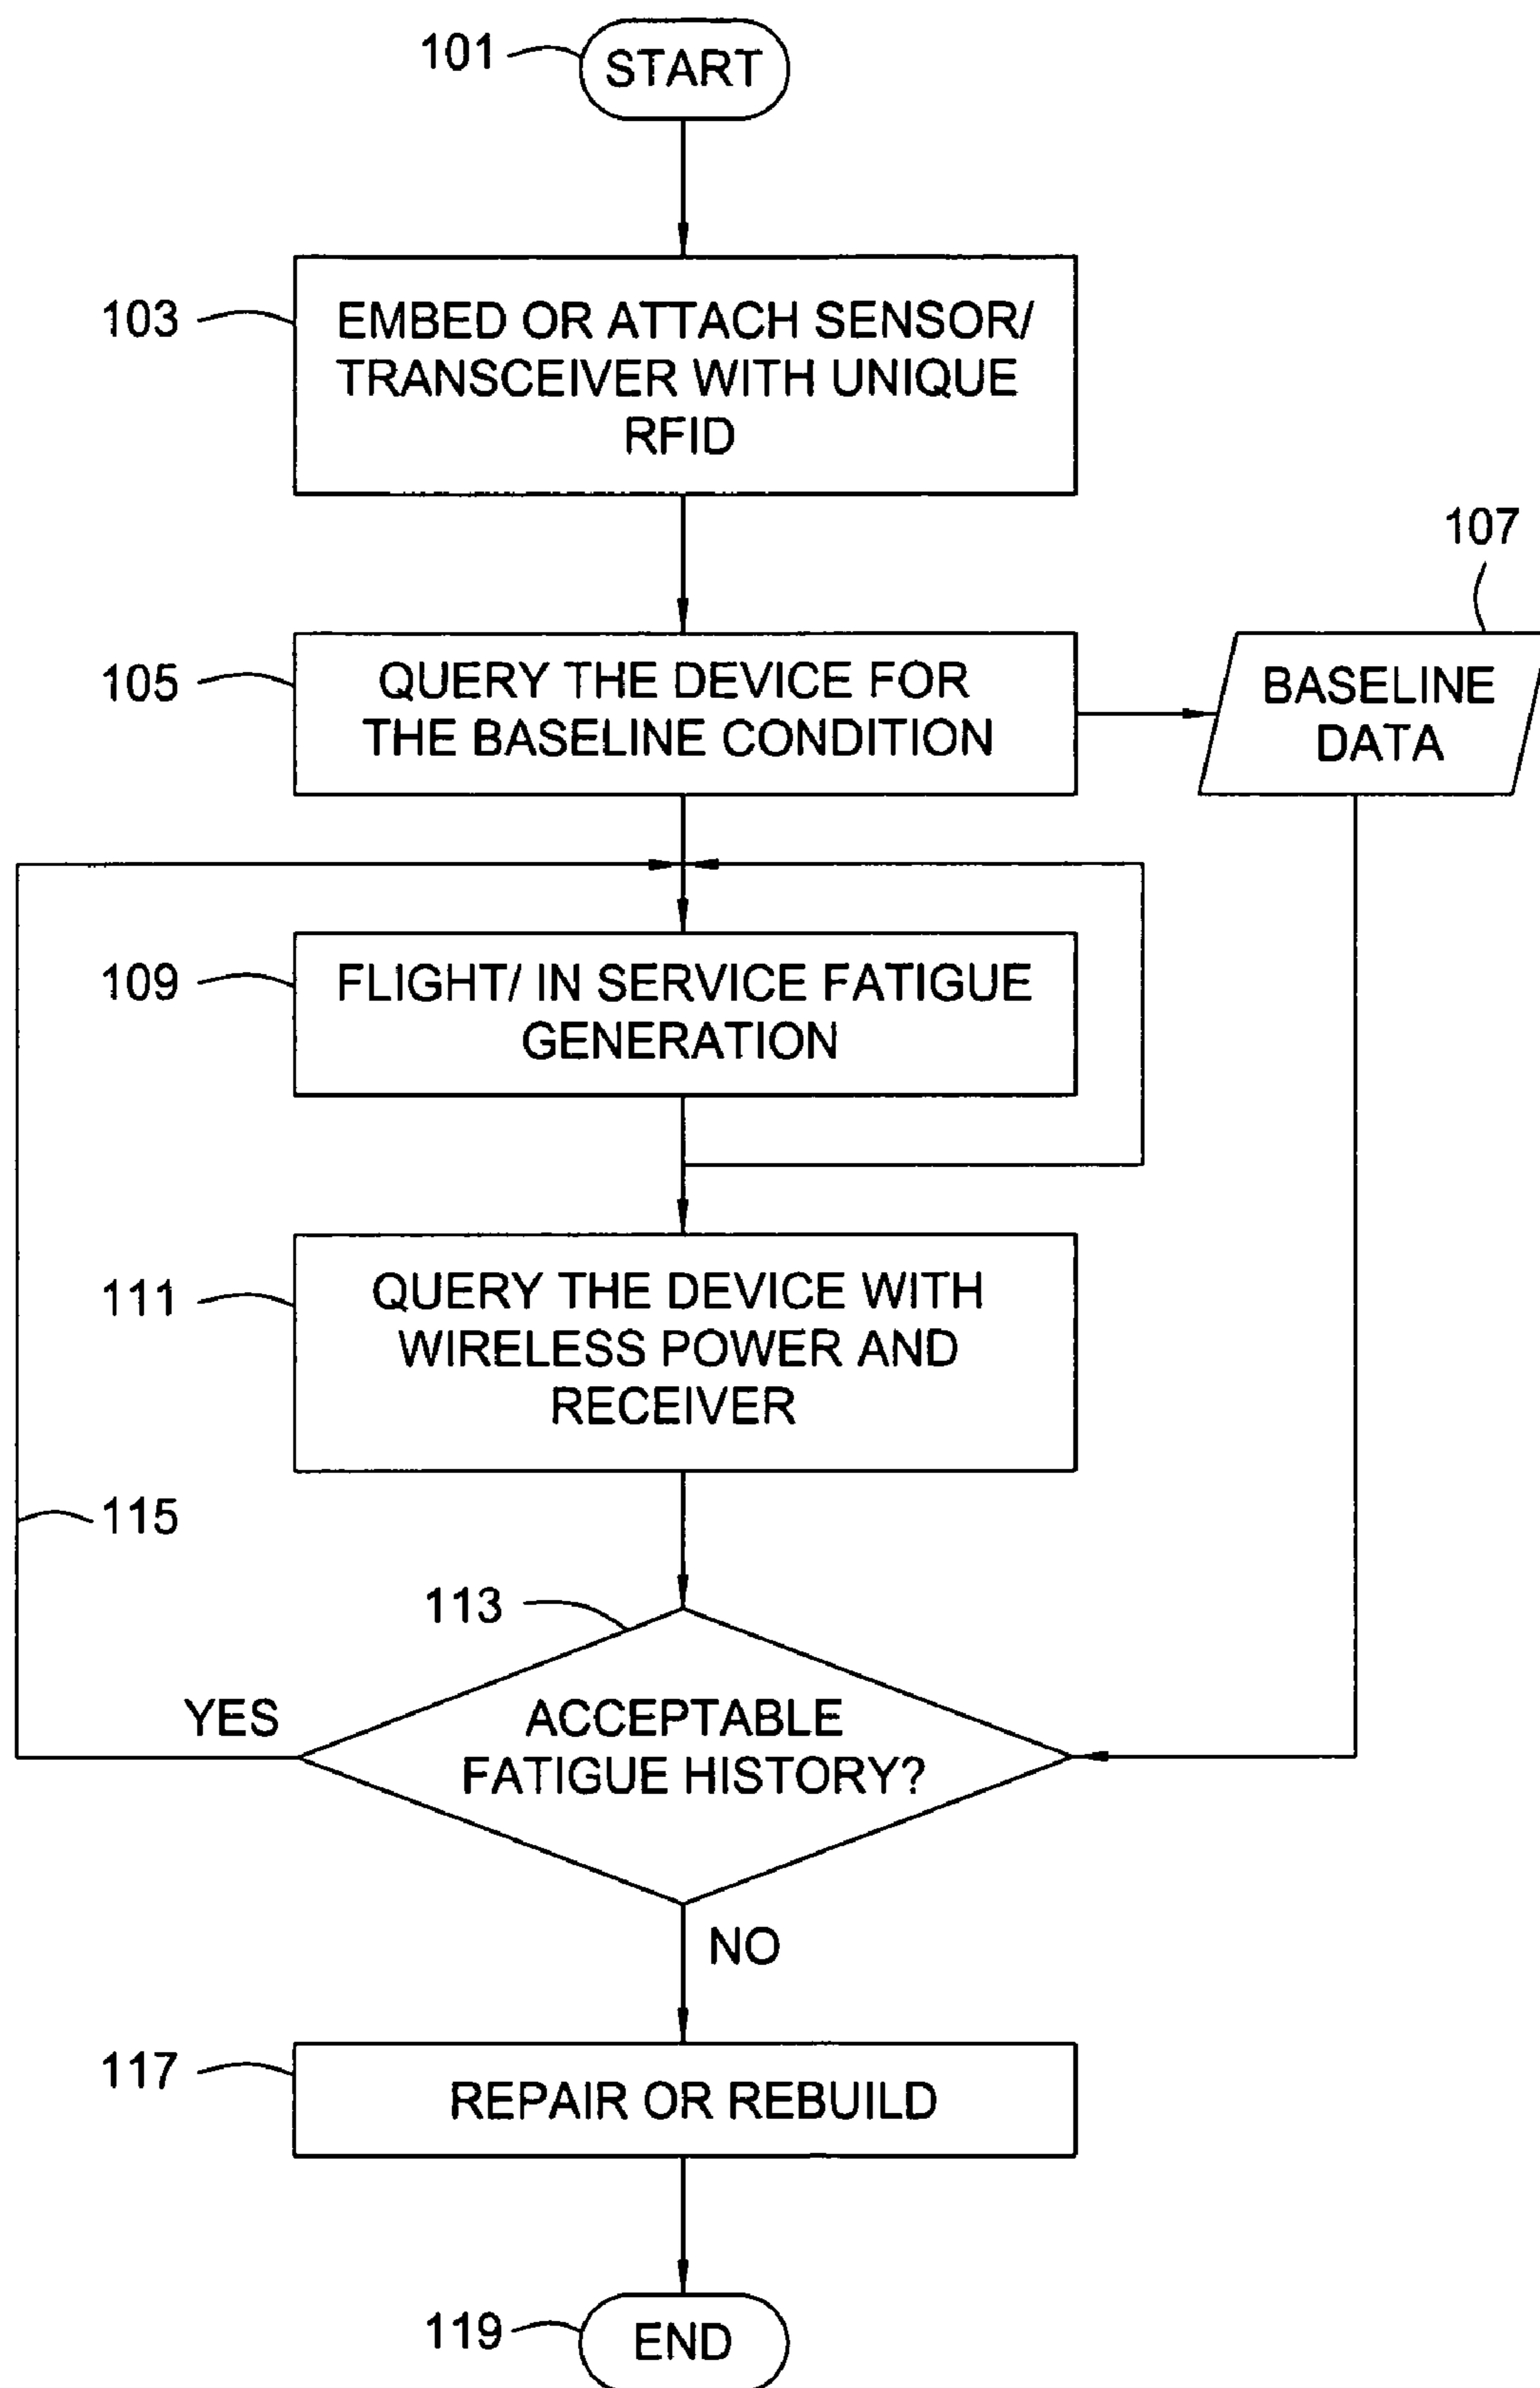 101
START
103
EMBED OR ATTACH SENSOR/
TRANSCEIVER WITH UNIQUE
RFID
107
105
QUERY THE DEVICE FOR
THE BASELINE CONDITION
BASELINE
DATA
109
FLIGHT/ IN SERVICE FATIGUE
GENERATION
111
QUERY THE DEVICE WITH
WIRELESS POWER AND
RECEIVER
115
113
YES
ACCEPTABLE
FATIGUE HISTORY?
NO
117
REPAIR OR REBUILD
119
END